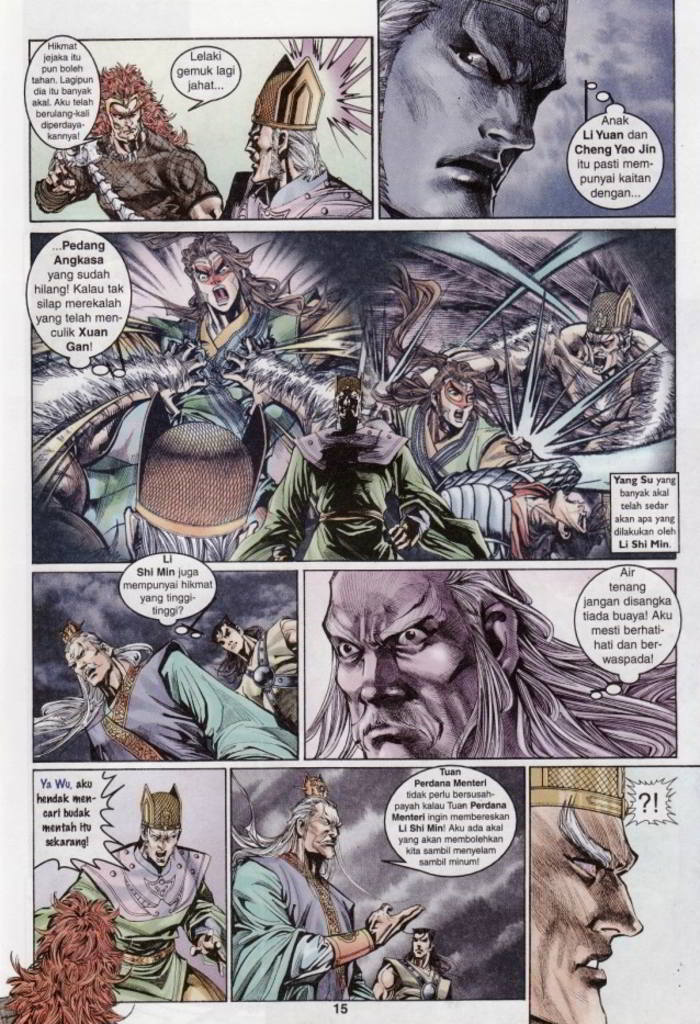 Hikmat
jejaka itu
pun boleh
tahan. Lagipun
dia itu banyak
akal. Aku telah
berulang-kali
diperdaya-
kannya!
Lelaki
gemuk lagi
jahat...
Anak
Li Yuan dan
Cheng Yao Jin
itu pasti mem-
punyai kaitan
dengan...
...Pedang
Angkasa
yang sudah
hilang! Kalau tak
silap merekalah
yang telah men-
culik Xuan
Gan!
Yang Su yang
banyak akal
telah sedar
akan apa yang
dilakukan oleh
Li Shi Min.
Li
Shi Min juga
mempunyai hikmat
yang tinggi-
tinggi?
Air
tenang
jangan disangka
tiada buaya! Aku
mesti berhati-
hati dan ber-
waspada!
Ya Wu, aku
hendak men-
cari budak
mentah itu
sekarang!
Tuan
Perdana Menteri
tidak perlu bersusah-
payah kalau Tuan Perdana
Menteri ingin membereskan
Li Shi Min! Aku ada akal
yang akan membolehkan
kita sambil menyelam
sambil minum!
?!
15